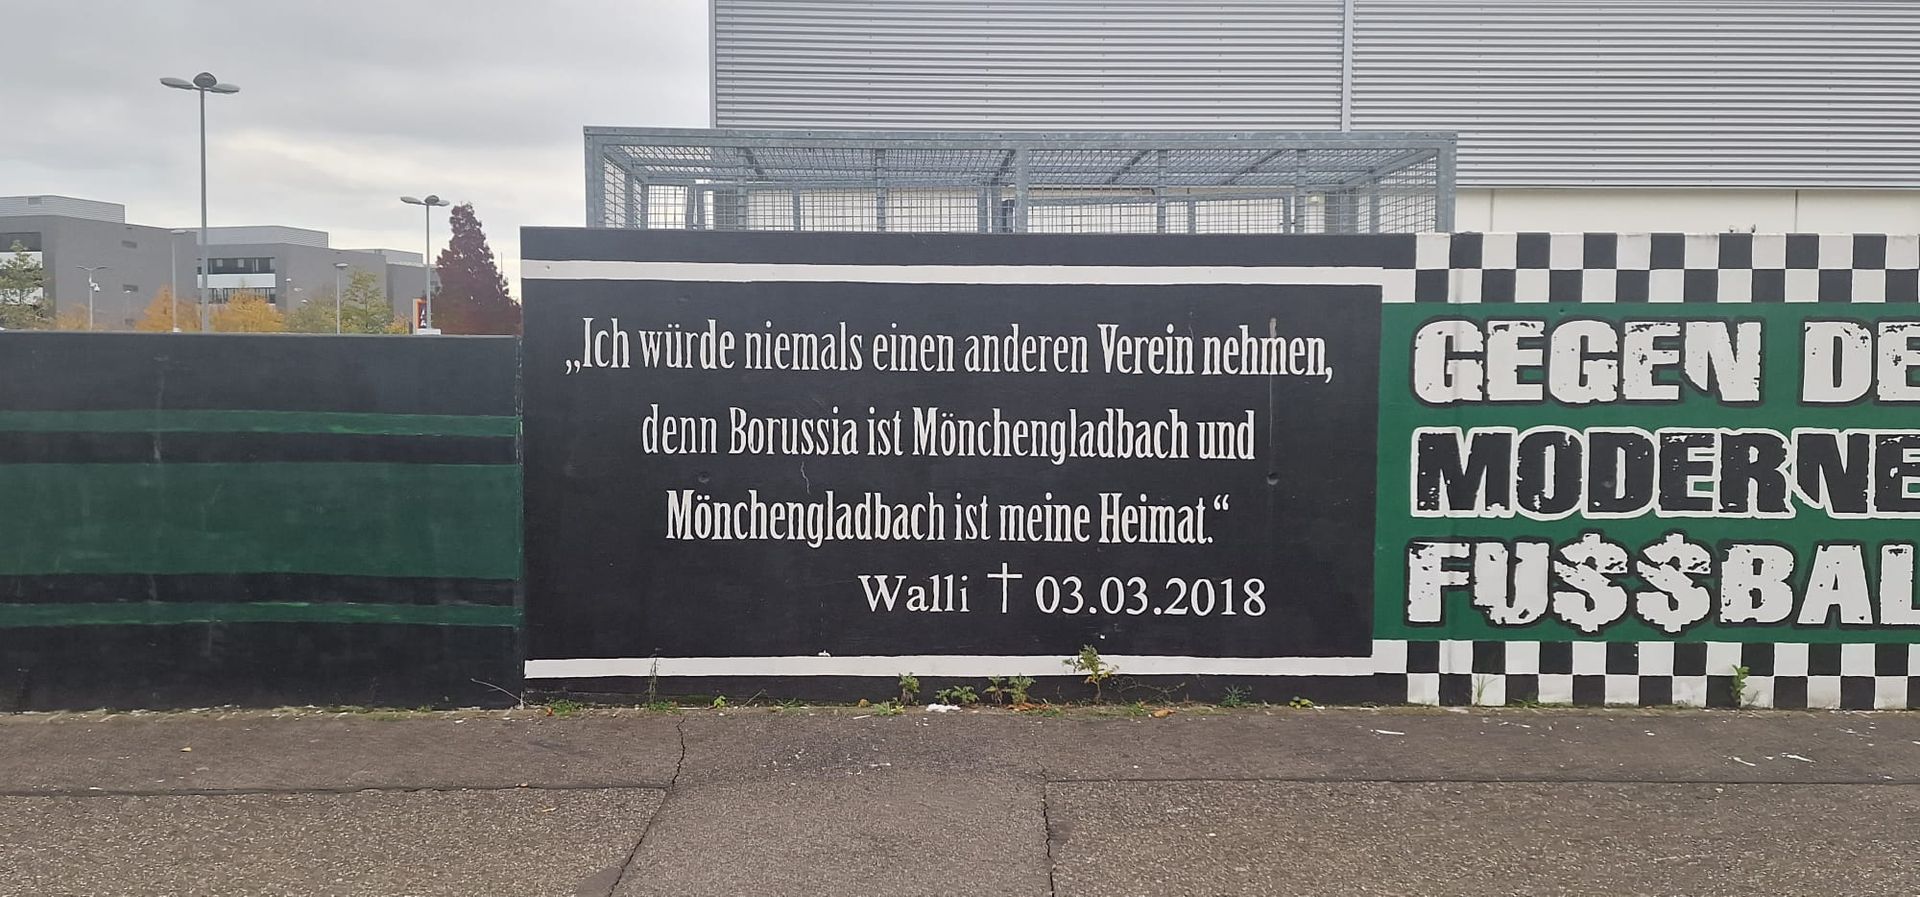 „Ich würde niemals einen anderen Verein nehmen,
denn Borussia ist Mönchengladbach und
Mönchengladbach ist meine Heimat.“
Walli † 03.03.2018
GEGEN DE
MODERNE
FU$$BAL